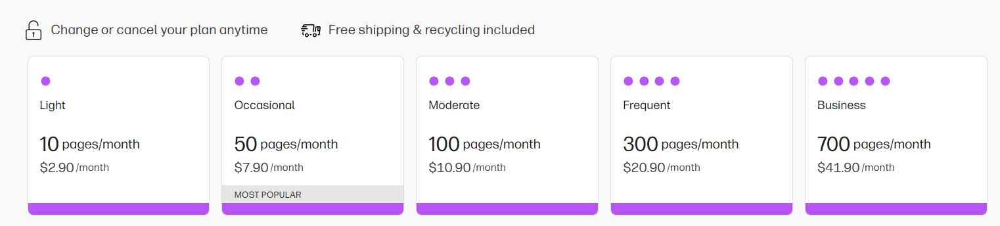 Change or cancel your plan anytime
Free shipping & recycling included
Light
10 pages/month
$2.90/month
Occasional
50 pages/month
$7.90/month
MOST POPULAR
Moderate
100 pages/month
$10.90/month
Frequent
300 pages/month
$20.90/month
Business
700 pages/month
$41.90/month